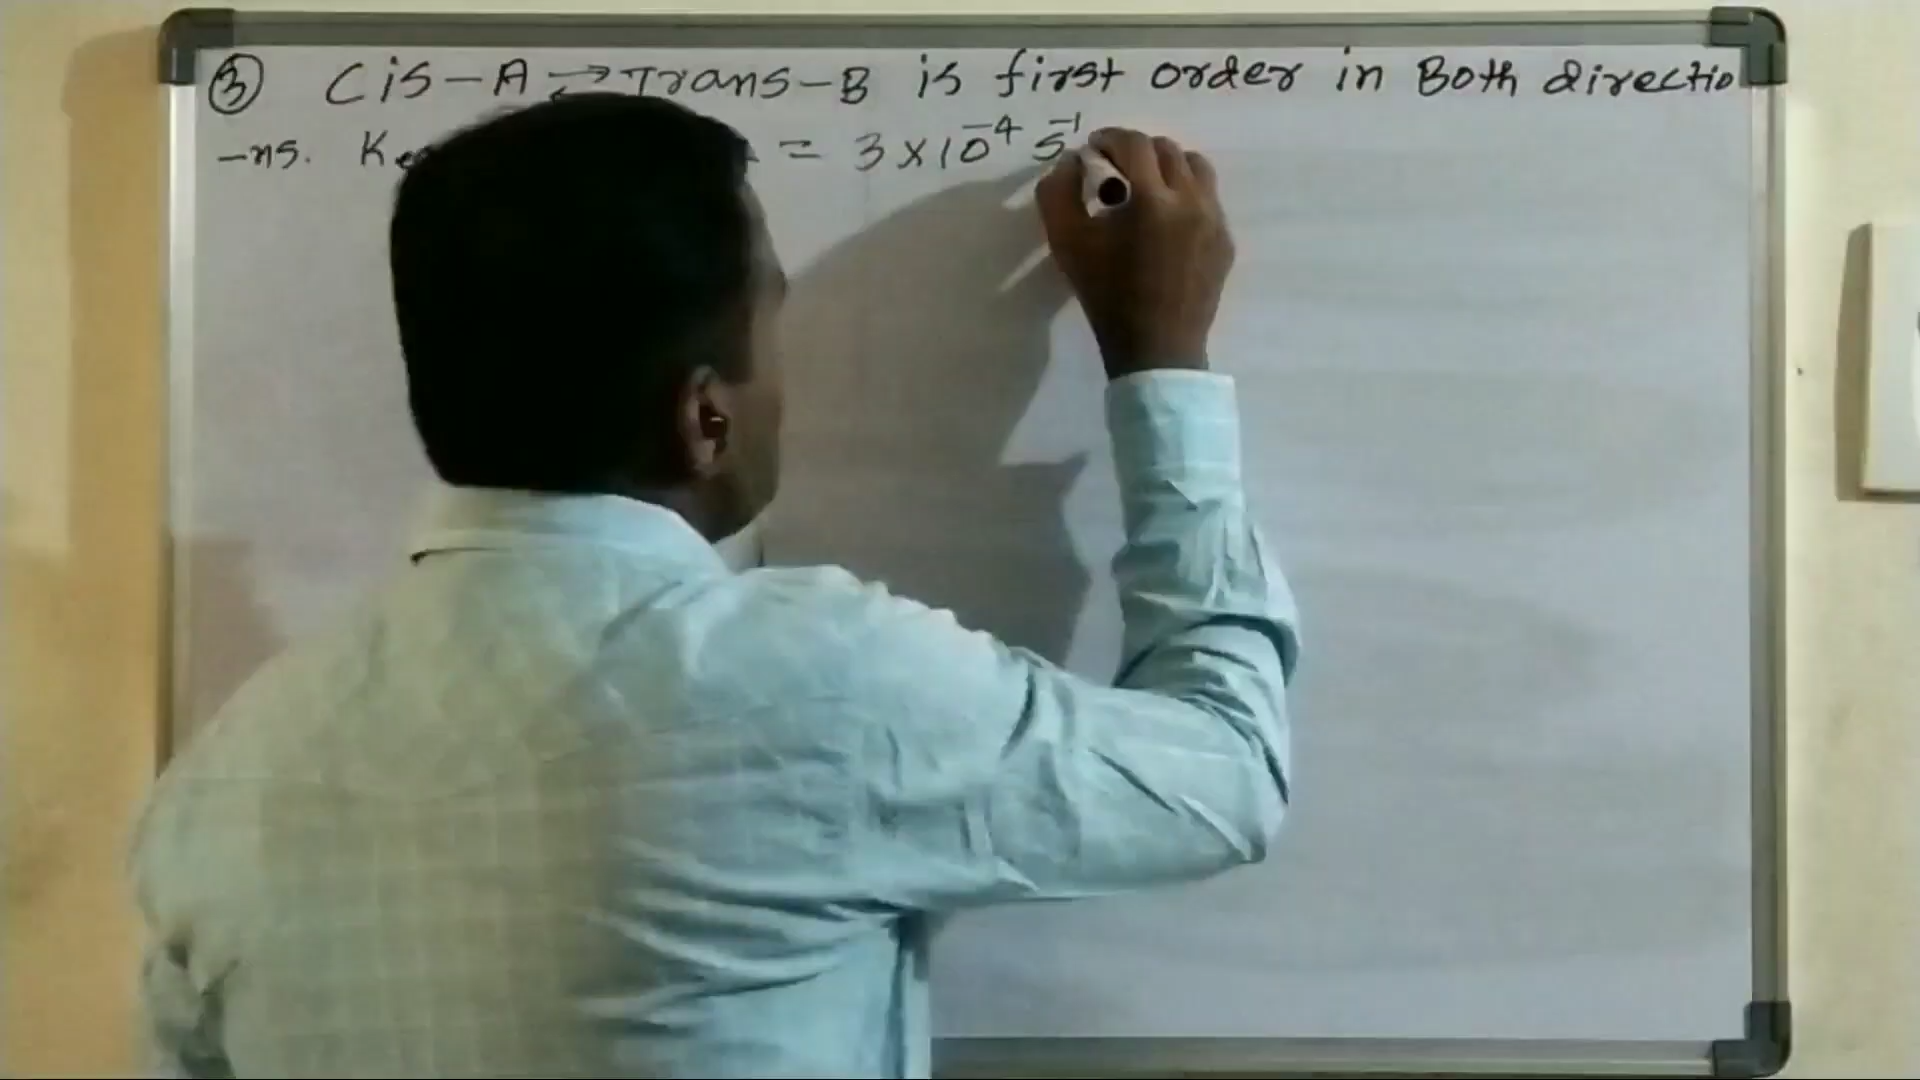 ③ Cis-A ⇌ Trans-B is first order in Both directio
-ns. = 3×10⁻⁴ S⁻¹